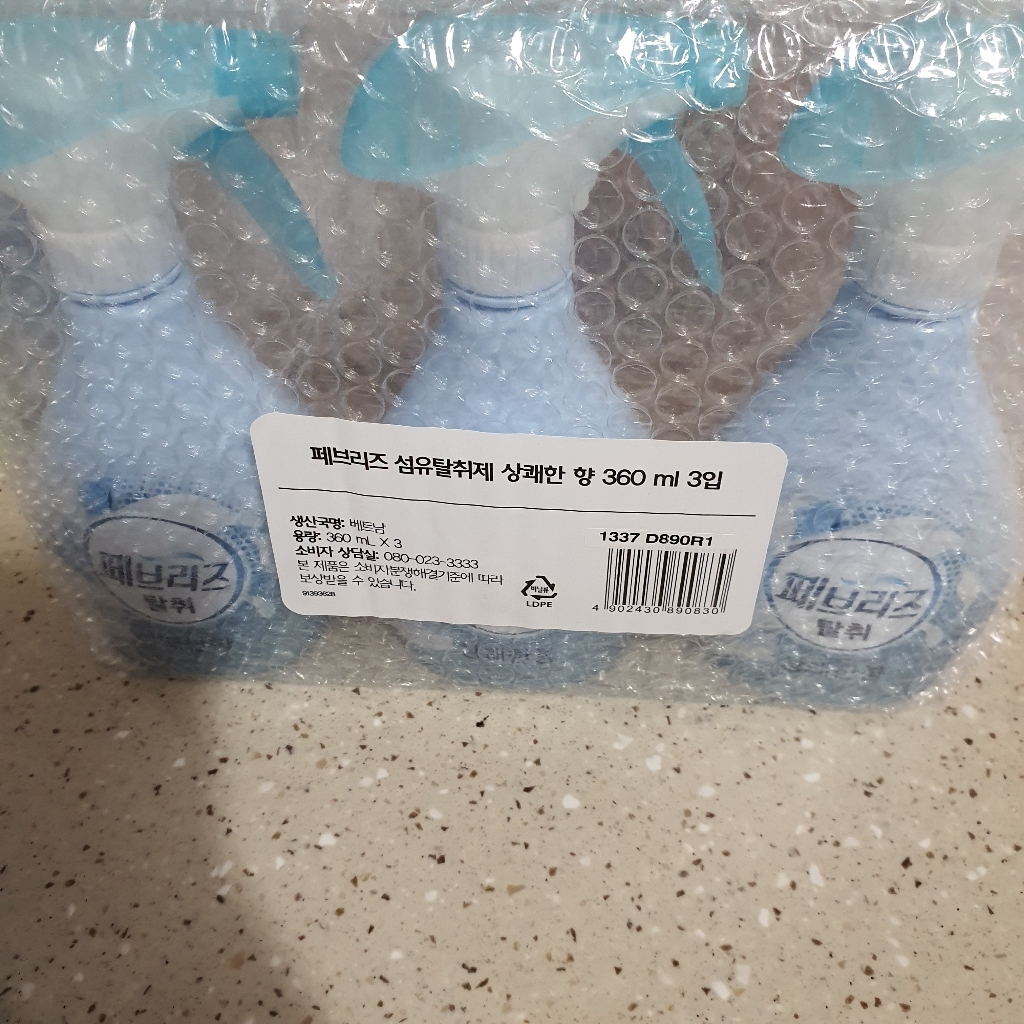 페브리즈 섬유탈취제 상쾌한 향 360 ml 3입
생산국명: 베트남
용량: 360 mL X 3
소비자 상담실: 080-023-3333
본 제품은 소비자분쟁해결기준에 따라
보상받을 수 있습니다.
비닐류
LDPE
1337 D890R1
4 902430 890830
페브리즈
탈취
페브리즈
탈취